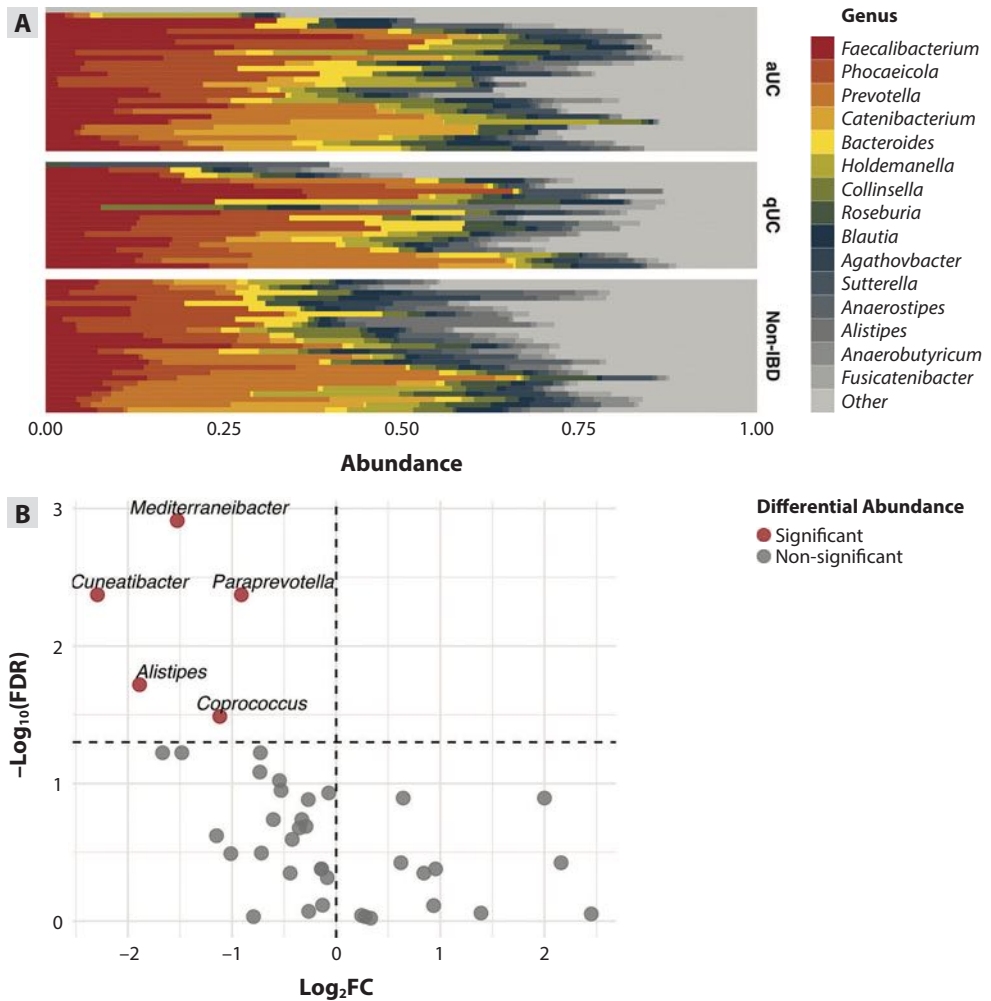 A
aUC
qUC
Non-IBD
0.00
0.25
0.50
0.75
1.00
Abundance
Genus
Faecalibacterium
Phocaeicola
Prevotella
Catenibacterium
Bacteroides
Holdemanella
Collinsella
Roseburia
Blautia
Agathovbacter
Sutterella
Anaerostipes
Alistipes
Anaerobutyricum
Fusicatenibacter
Other
B
3
2
1
0
−Log₁₀(FDR)
Mediterraneibacter
Cuneatibacter
Paraprevotella
Alistipes
Coprococcus
−2
−1
0
1
2
Log₂FC
Differential Abundance
Significant
Non-significant